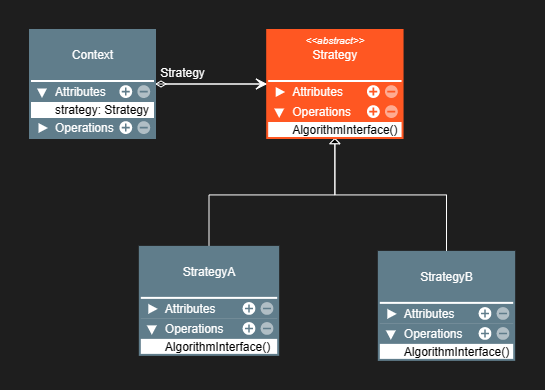 Context
Attributes
strategy: Strategy
Operations
Strategy
<<abstract>>
Strategy
Attributes
Operations
AlgorithmInterface()
StrategyA
Attributes
Operations
AlgorithmInterface()
StrategyB
Attributes
Operations
AlgorithmInterface()